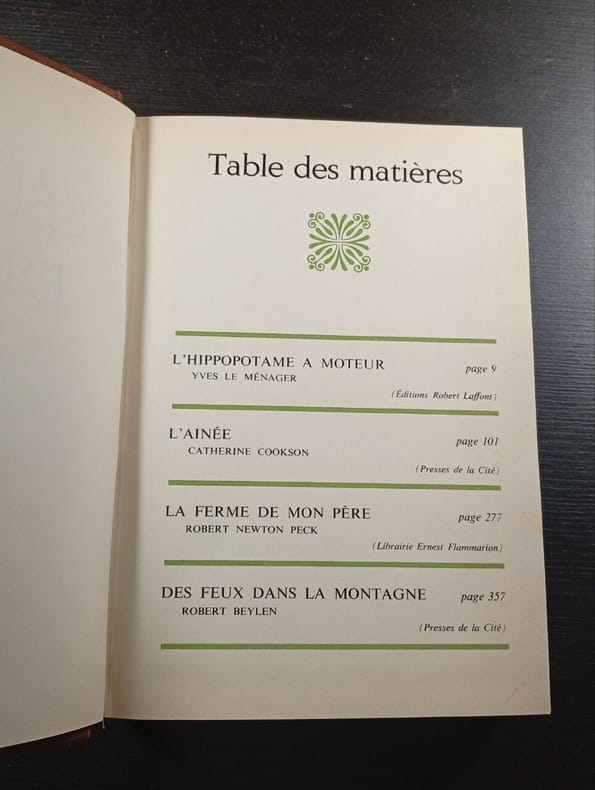 Table des matières
L'HIPPOPOTAME A MOTEUR page 9
YVES LE MÉNAGER
(Éditions Robert Laffont)
L'AINÉE page 101
CATHERINE COOKSON
(Presses de la Cité)
LA FERME DE MON PÈRE page 277
ROBERT NEWTON PECK
(Librairie Ernest Flammarion)
DES FEUX DANS LA MONTAGNE page 357
ROBERT BEYLEN
(Presses de la Cité)